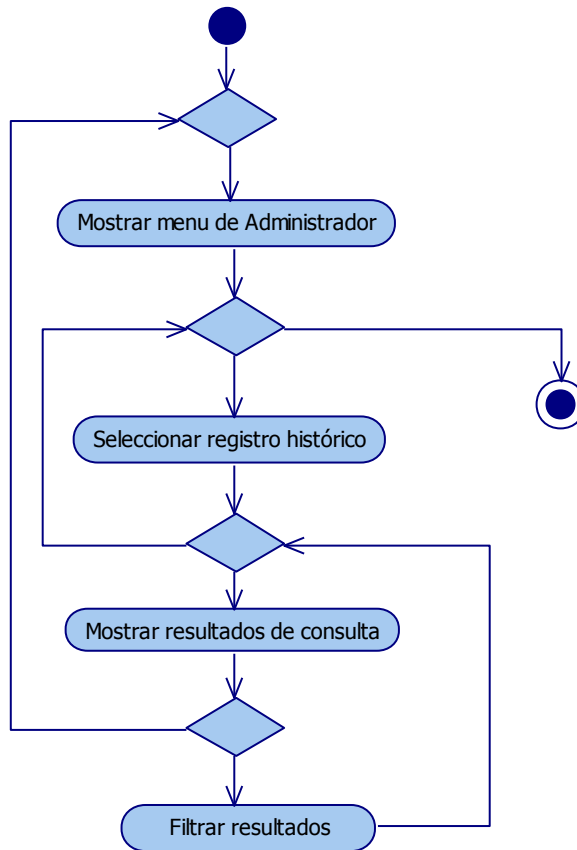 Mostrar menu de Administrador
Seleccionar registro histórico
Mostrar resultados de consulta
Filtrar resultados